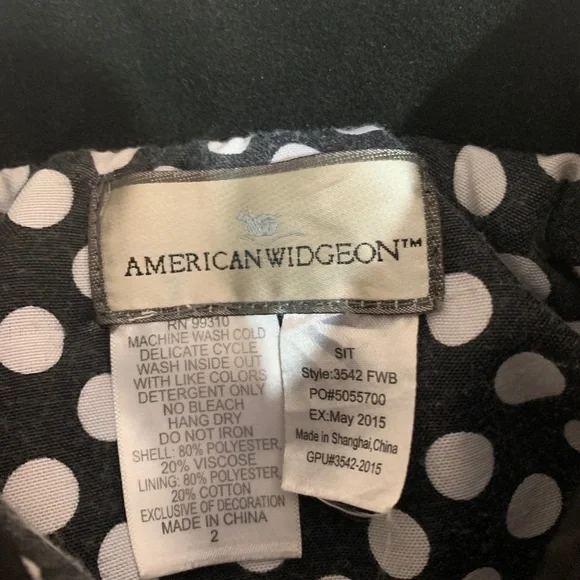 AMERICAN WIDGEON™
RN 99310
MACHINE WASH COLD
DELICATE CYCLE
WASH INSIDE OUT
WITH LIKE COLORS
DETERGENT ONLY
NO BLEACH
HANG DRY
DO NOT IRON
SHELL: 80% POLYESTER,
20% VISCOSE
LINING: 80% POLYESTER,
20% COTTON
EXCLUSIVE OF DECORATION
MADE IN CHINA
2
SIT
Style:3542 FWB
PO#5055700
EX:May 2015
Made in Shanghai,China
GPU#3542-2015